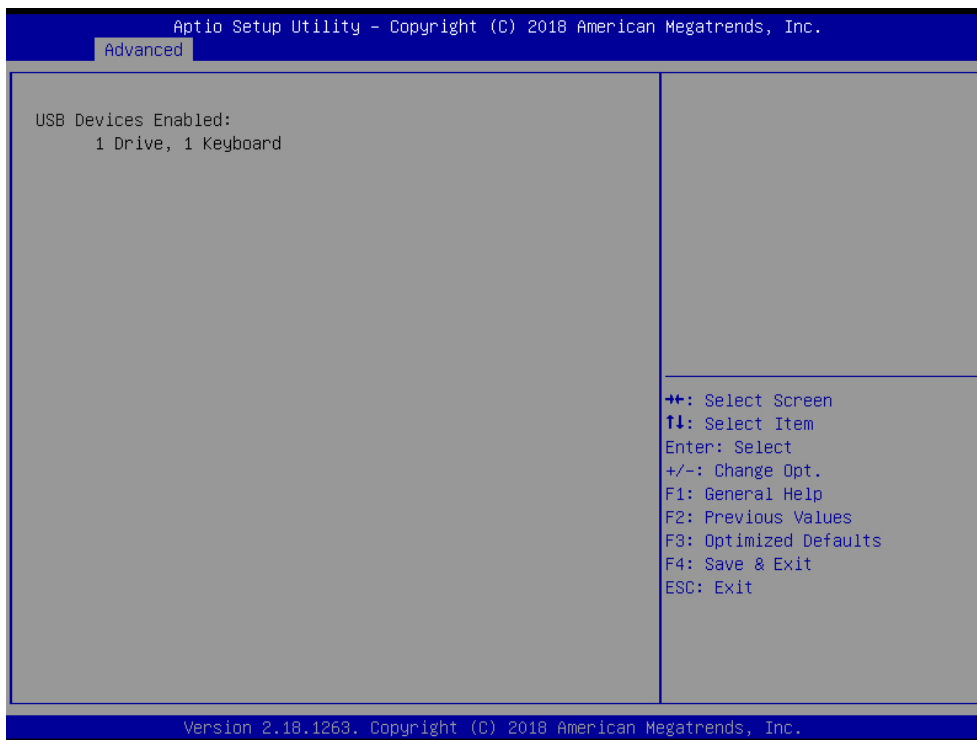 Aptio Setup Utility – Copyright (C) 2018 American Megatrends, Inc.
Advanced
USB Devices Enabled:
1 Drive, 1 Keyboard
→←: Select Screen
↑↓: Select Item
Enter: Select
+/-: Change Opt.
F1: General Help
F2: Previous Values
F3: Optimized Defaults
F4: Save & Exit
ESC: Exit
Version 2.18.1263. Copyright (C) 2018 American Megatrends, Inc.